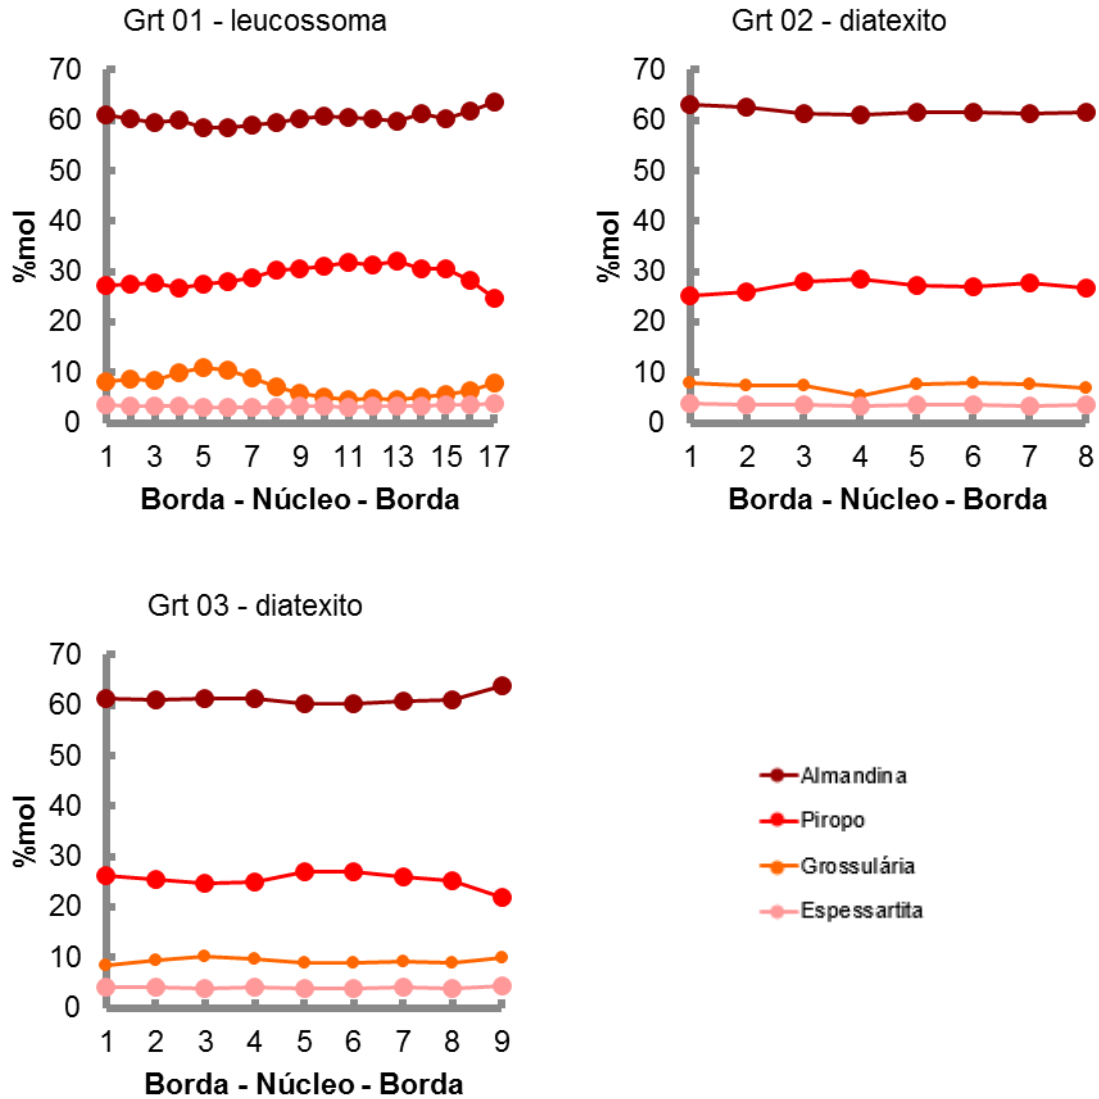 Grt 01 - leucossoma
70
60
50
40
30
20
10
0
%mol
1 3 5 7 9 11 13 15 17
Borda - Núcleo - Borda
Grt 02 - diatexito
70
60
50
40
30
20
10
0
%mol
1 2 3 4 5 6 7 8
Borda - Núcleo - Borda
Grt 03 - diatexito
70
60
50
40
30
20
10
0
%mol
1 2 3 4 5 6 7 8 9
Borda - Núcleo - Borda
Almandina
Piropo
Grossulária
Espessartita